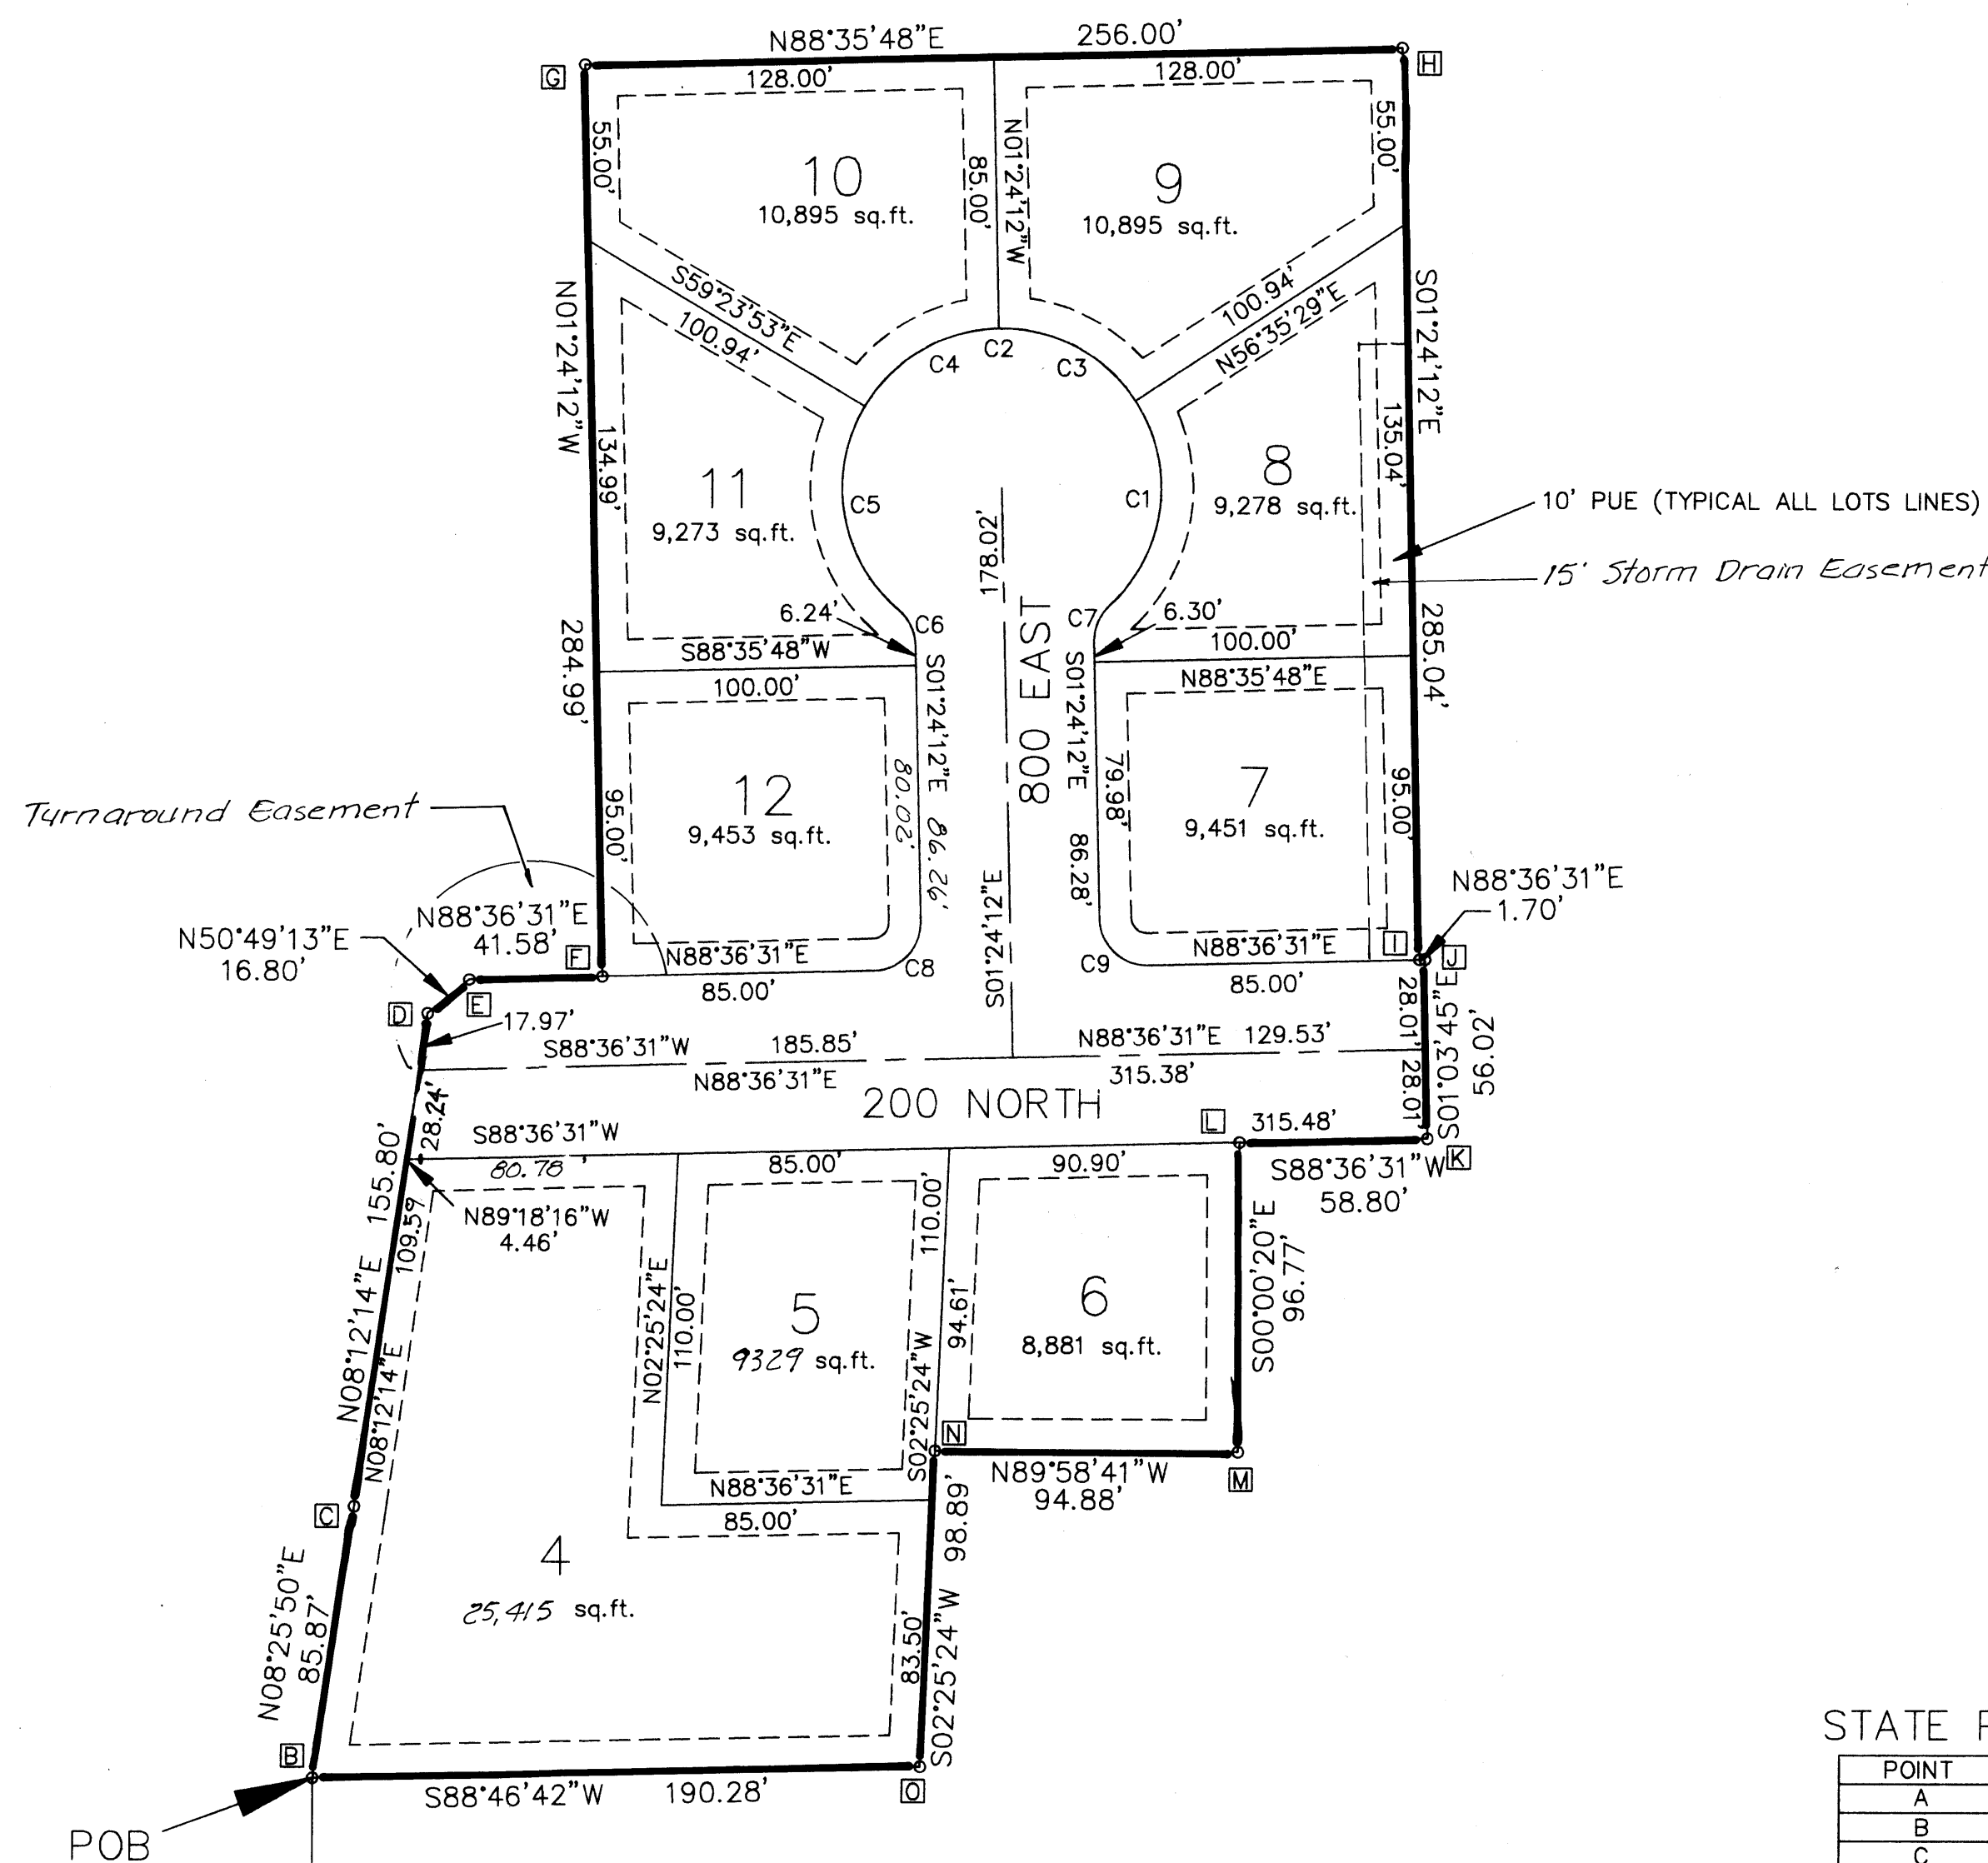 N88°35'48"E 256.00'
G
H
128.00'
128.00'
55.00'
55.00'
10
10,895 sq.ft.
85.00'
N01°24'12"W
9
10,895 sq.ft.
S59°23'53"E
100.94'
100.94'
N56°35'29"E
N01°24'12"W
S01°24'12"E
C4
C2
C3
134.99'
135.04'
11
9,273 sq.ft.
C5
C1
8
9,278 sq.ft.
10' PUE (TYPICAL ALL LOTS LINES)
15' Storm Drain Easement
178.02'
6.24'
C6
C7
6.30'
284.99'
285.04'
S88°35'48"W
100.00'
100.00'
N88°35'48"E
800 EAST
S01°24'12"E 86.26'
S01°24'12"E 86.28'
80.02'
79.98'
12
9,453 sq.ft.
7
9,451 sq.ft.
95.00'
95.00'
Turnaround Easement
N88°36'31"E
41.58'
N50°49'13"E
16.80'
N88°36'31"E
1.70'
F
N88°36'31"E
C8
85.00'
S01°24'12"E
C9
N88°36'31"E
85.00'
I
J
D
E
17.97'
28.01'
28.01'
S01°03'45"E
56.02'
S88°36'31"W 185.85'
N88°36'31"E 129.53'
N88°36'31"E 315.38'
200 NORTH
28.24'
S88°36'31"W
L
315.48'
K
S88°36'31"W
58.80'
80.78'
85.00'
90.90'
N89°18'16"W
4.46'
N08°12'14"E 155.80'
109.59
N08°12'14"E
N02°25'24"E
110.00'
110.00'
5
9329 sq.ft.
94.61'
S02°25'24"W
6
8,881 sq.ft.
S00°00'20"E
96.77'
N
M
N89°58'41"W
94.88'
N88°36'31"E
85.00'
C
4
25,415 sq.ft.
N08°25'50"E
85.87'
83.50'
S02°25'24"W 98.89'
B
O
S88°46'42"W 190.28'
POB
STATE
POINT
A
B
C